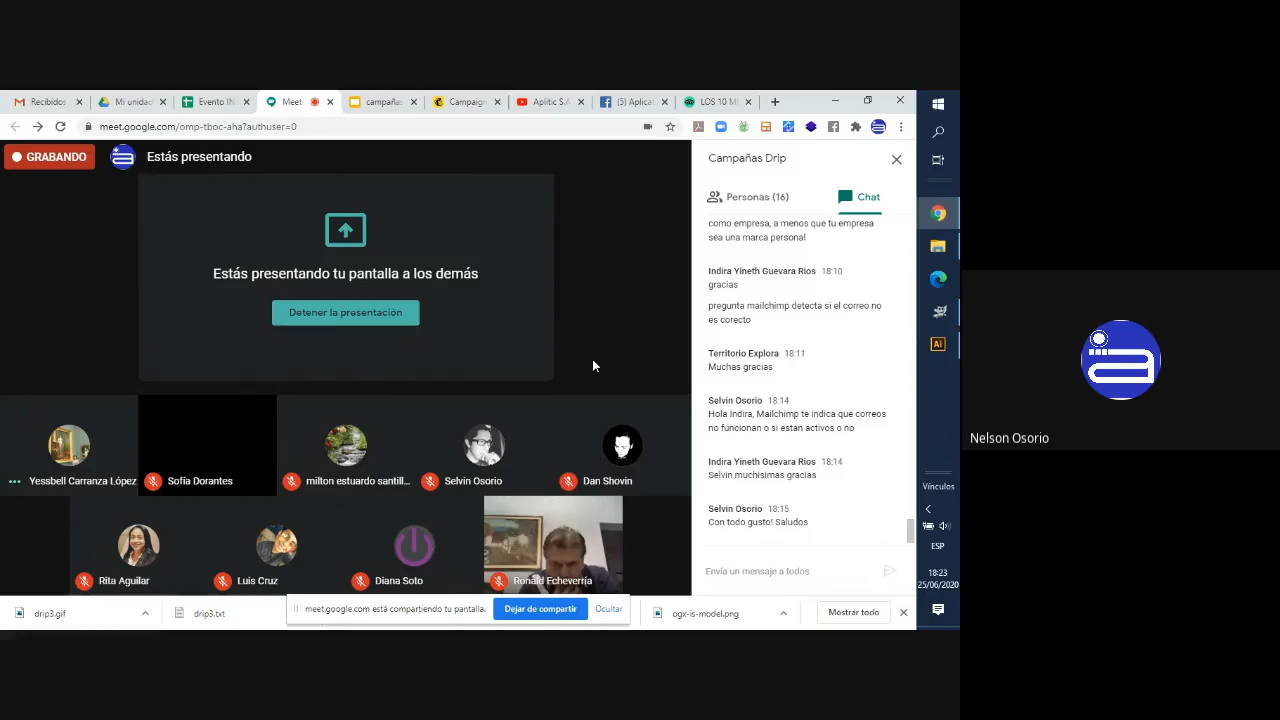 Recibidos
Mi unidad
Evento IN
Meet
campañas
Campaign
Aplitic S.A
(5) Aplicat
LOS 10 M
meet.google.com/omp-tboc-aha?authuser=0
GRABANDO
Estás presentando
Estás presentando tu pantalla a los demás
Detener la presentación
Yesubell Carranza López
Sofía Dorantes
milton estuardo santill...
Selvin Osorio
Dan Shovin
Rita Aguilar
Luis Cruz
Diana Soto
Ronald Echeverría
Campañas Drip
Personas (16)
Chat
como empresa, a menos que tu empresa
sea una marca personal
Indira Yineth Guevara Rios 18:10
gracias
pregunta mailchimp detecta si el correo no
es corecto
Territorio Explora 18:11
Muchas gracias
Selvin Osorio 18:14
Hola Indira, Mailchimp te indica que correos
no funcionan o si estan activos o no
Indira Yineth Guevara Rios 18:14
Selvin muchisimas gracias
Selvin Osorio 18:15
Con todo gusto! Saludos
Envía un mensaje a todos
drip3.gif
drip3.txt
meet.google.com está compartiendo tu pantalla.
Dejar de compartir
Ocultar
ogx-is-model.png
Mostrar todo
Ai
Vínculos
ESP
18:23
25/06/2020
Nelson Osorio